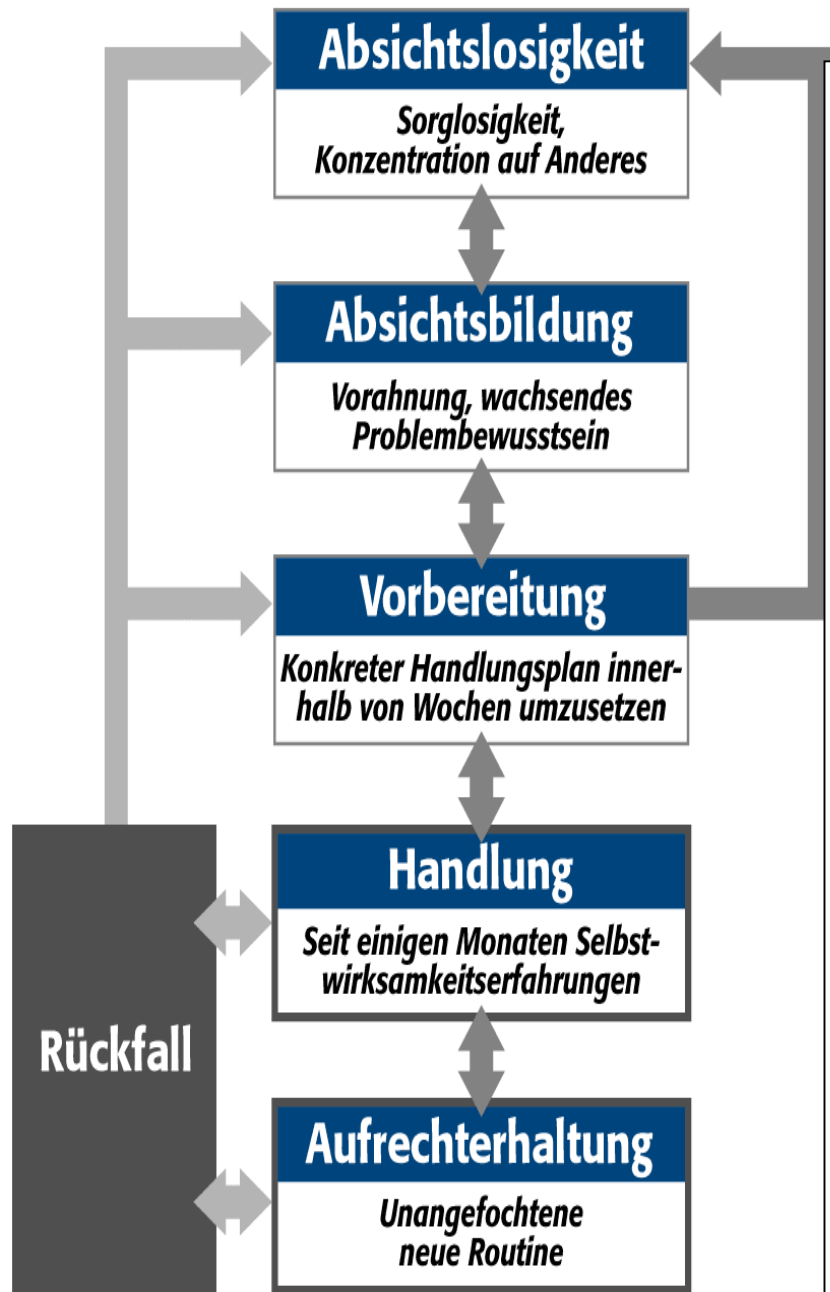 Absichtslosigkeit
Sorglosigkeit,
Konzentration auf Anderes
Absichtsbildung
Vorahnung, wachsendes
Problembewusstsein
Vorbereitung
Konkreter Handlungsplan inner-
halb von Wochen umzusetzen
Handlung
Seit einigen Monaten Selbst-
wirksamkeitserfahrungen
Rückfall
Aufrechterhaltung
Unangefochtene
neue Routine